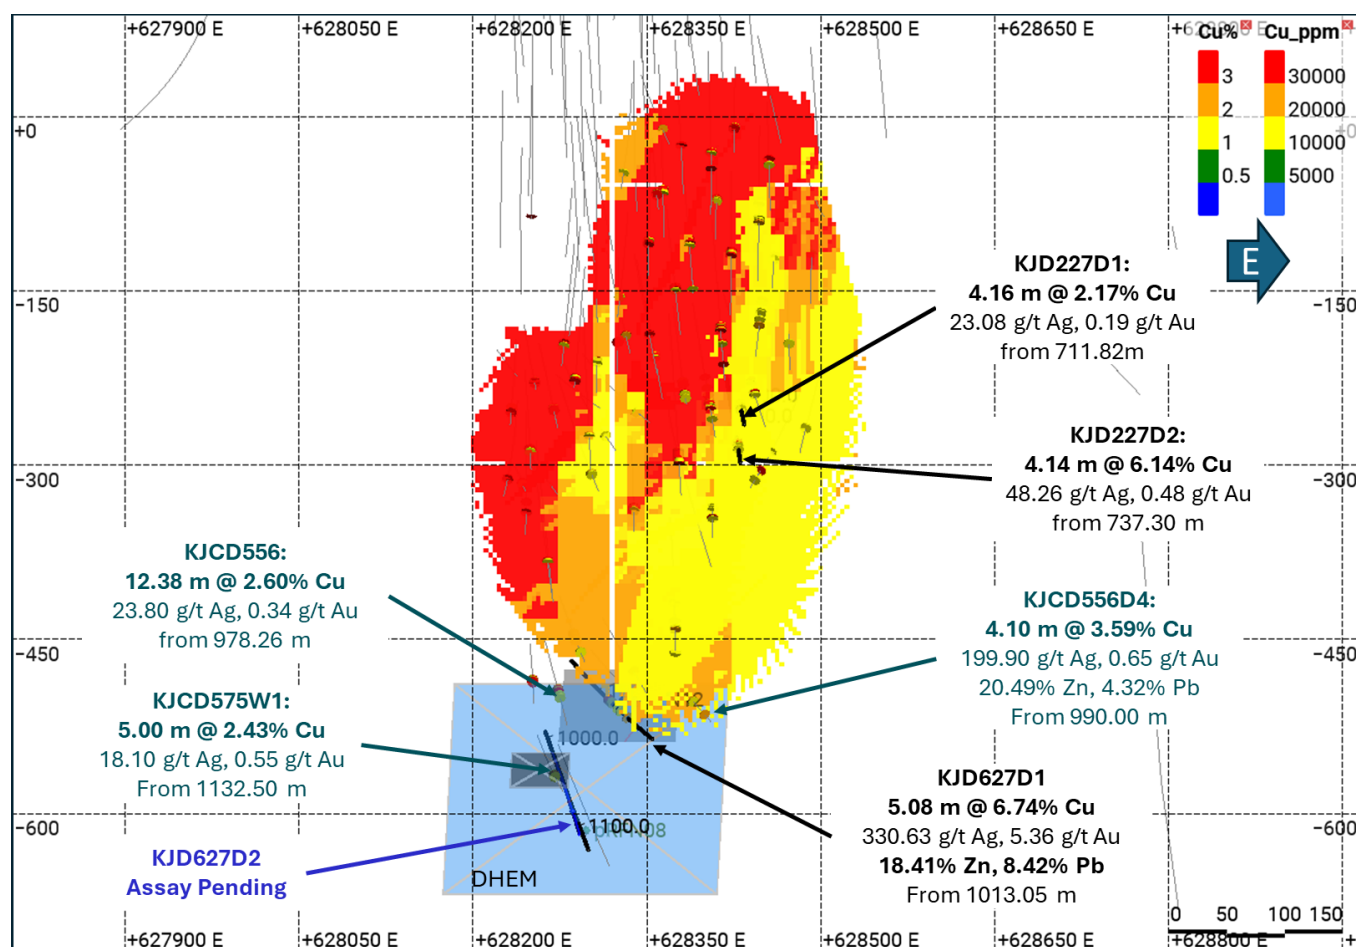 +627900 E
+628050 E
+628200 E
+628350 E
+628500 E
+628650 E
Cu%
Cu_ppm
3
30000
2
20000
1
10000
0.5
5000
+0
+0
E
-150
-150
KJD227D1:
4.16 m @ 2.17% Cu
23.08 g/t Ag, 0.19 g/t Au
from 711.82m
KJD227D2:
4.14 m @ 6.14% Cu
48.26 g/t Ag, 0.48 g/t Au
from 737.30 m
-300
-300
KJCD556:
12.38 m @ 2.60% Cu
23.80 g/t Ag, 0.34 g/t Au
from 978.26 m
KJCD556D4:
4.10 m @ 3.59% Cu
199.90 g/t Ag, 0.65 g/t Au
20.49% Zn, 4.32% Pb
From 990.00 m
-450
-450
KJCD575W1:
5.00 m @ 2.43% Cu
18.10 g/t Ag, 0.55 g/t Au
From 1132.50 m
1000.0
1100.0
KJD627D1
5.08 m @ 6.74% Cu
330.63 g/t Ag, 5.36 g/t Au
18.41% Zn, 8.42% Pb
From 1013.05 m
-600
-600
KJD627D2
Assay Pending
DHEM
0 50 100 150
+627900 E
+628050 E
+628200 E
+628350 E
+628500 E
+628650 E
+628800 E